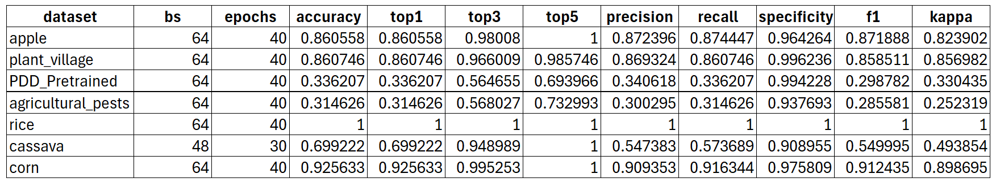 dataset bs epochs accuracy top1 top3 top5 precision recall specificity f1 kappa
apple 64 40 0.860558 0.860558 0.98008 1 0.872396 0.874447 0.964264 0.871888 0.823902
plant_village 64 40 0.860746 0.860746 0.966009 0.985746 0.869324 0.860746 0.996236 0.858511 0.856982
PDD_Pretrained 64 40 0.336207 0.336207 0.564655 0.693966 0.340618 0.336207 0.994228 0.298782 0.330435
agricultural_pests 64 40 0.314626 0.314626 0.568027 0.732993 0.300295 0.314626 0.937693 0.285581 0.252319
rice 64 40 1 1 1 1 1 1 1 1 1
cassava 48 30 0.699222 0.699222 0.948989 1 0.547383 0.573689 0.908955 0.549995 0.493854
corn 64 40 0.925633 0.925633 0.995253 1 0.909353 0.916344 0.975809 0.912435 0.898695